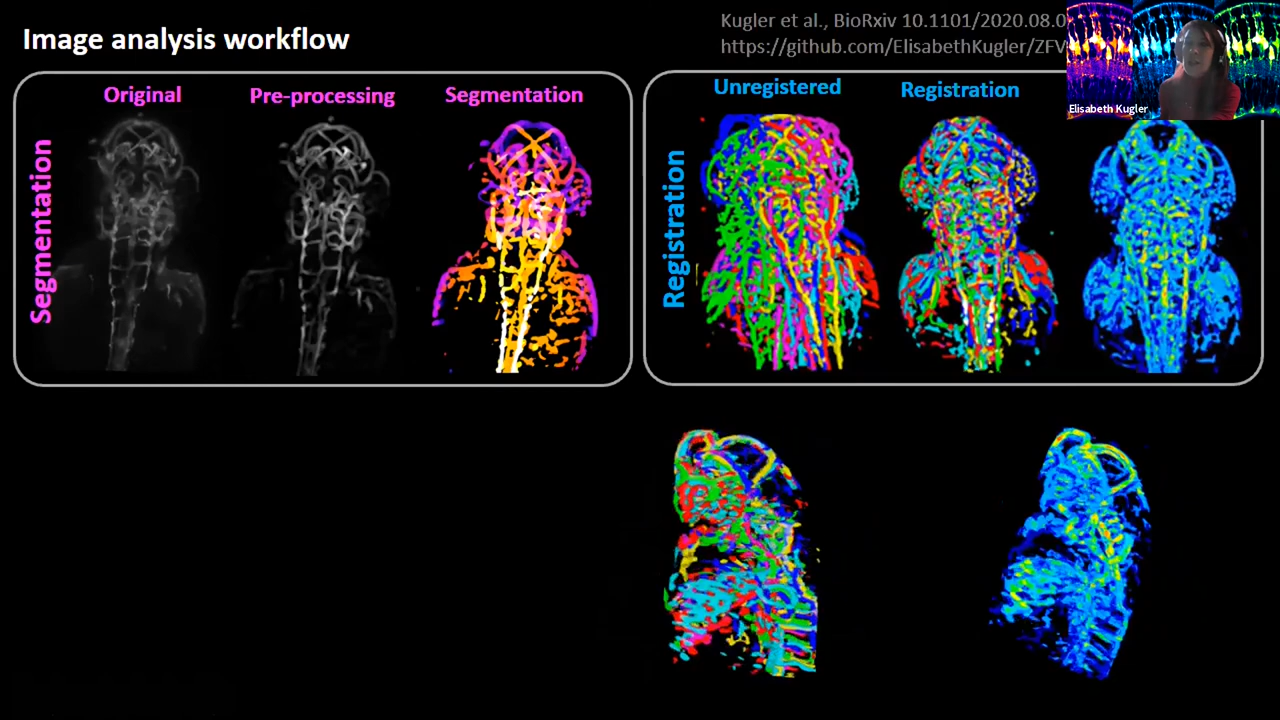 Image analysis workflow
Kugler et al., BioRxiv 10.1101/2020.08.0
https://github.com/ElisabethKugler/ZFV
Elisabeth Kugler
Original
Pre-processing
Segmentation
Segmentation
Unregistered
Registration
Registration